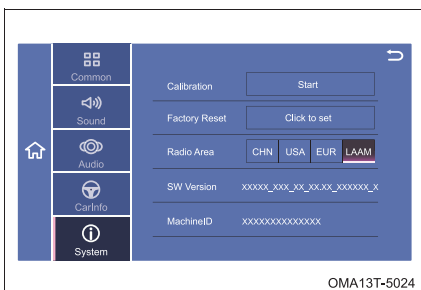 Common
Sound
Audio
CarInfo
System
Calibration Start
Factory Reset Click to set
Radio Area CHN USA EUR LAAM
SW Version XXXXX_XXX_XX_XX.XX_XXXXXX_X
MachineID XXXXXXXXXXXXXX
OMA13T-5024